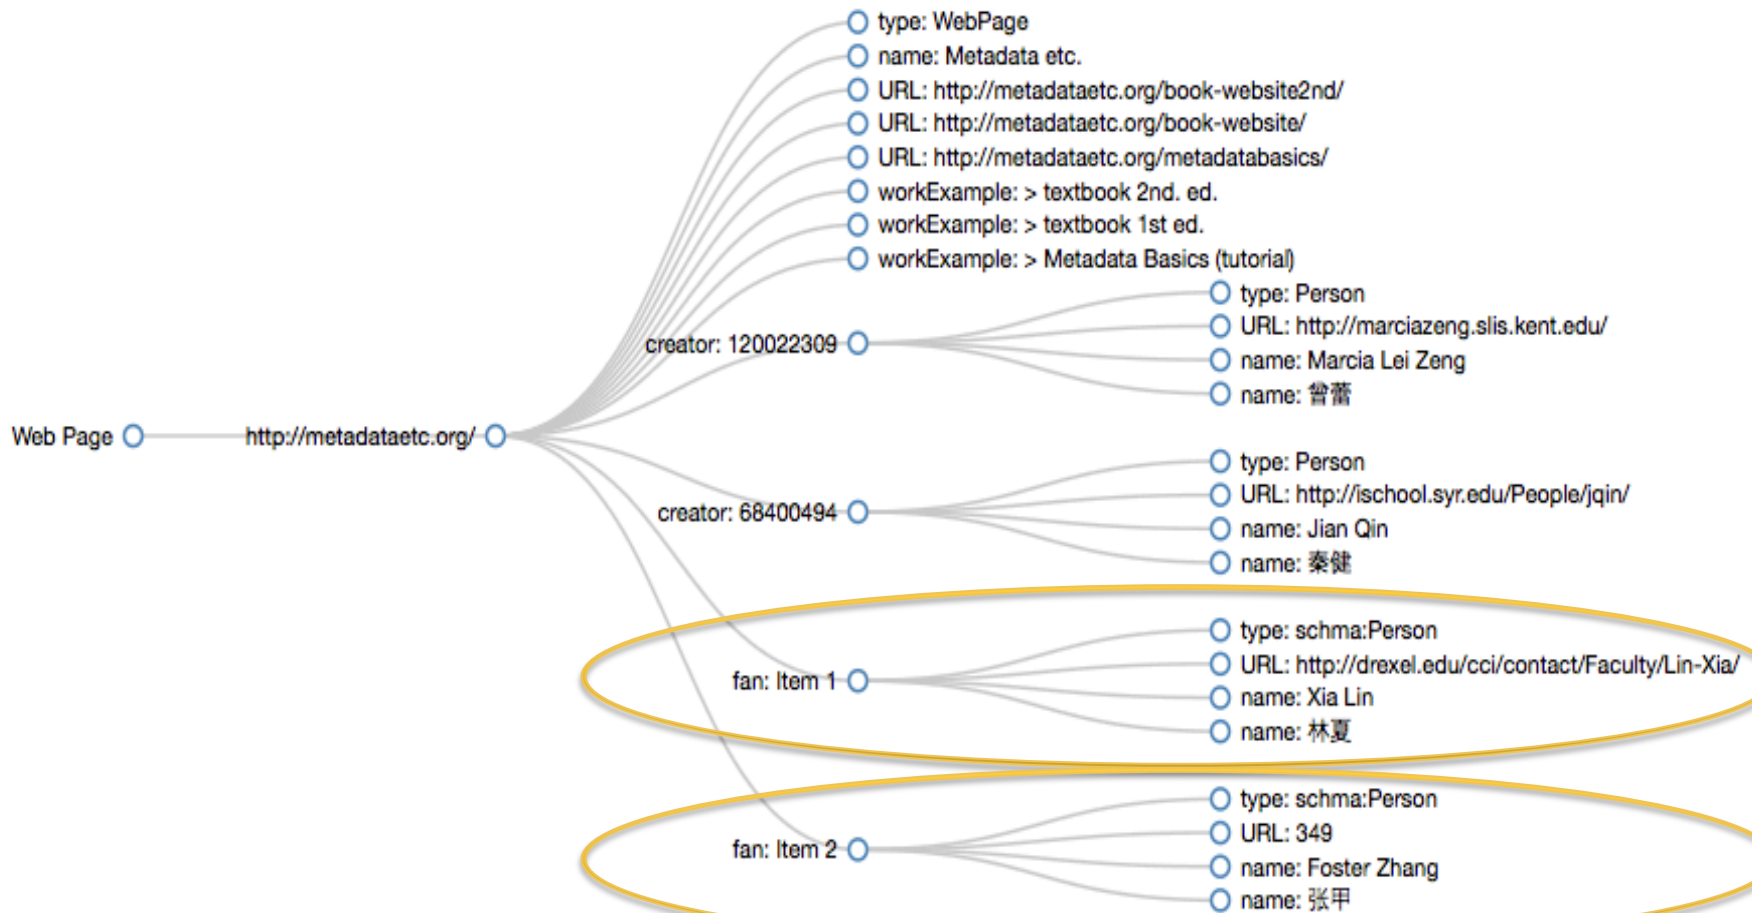 type: WebPage
name: Metadata etc.
URL: http://metadataetc.org/book-website2nd/
URL: http://metadataetc.org/book-website/
URL: http://metadataetc.org/metadatabasics/
workExample: > textbook 2nd. ed.
workExample: > textbook 1st ed.
workExample: > Metadata Basics (tutorial)
creator: 120022309
type: Person
URL: http://marciazeng.slis.kent.edu/
name: Marcia Lei Zeng
name: 曾蕾
Web Page
http://metadataetc.org/
creator: 68400494
type: Person
URL: http://ischool.syr.edu/People/jqin/
name: Jian Qin
name: 秦健
fan: Item 1
type: schma:Person
URL: http://drexel.edu/cci/contact/Faculty/Lin-Xia/
name: Xia Lin
name: 林夏
fan: Item 2
type: schma:Person
URL: 349
name: Foster Zhang
name: 张甲